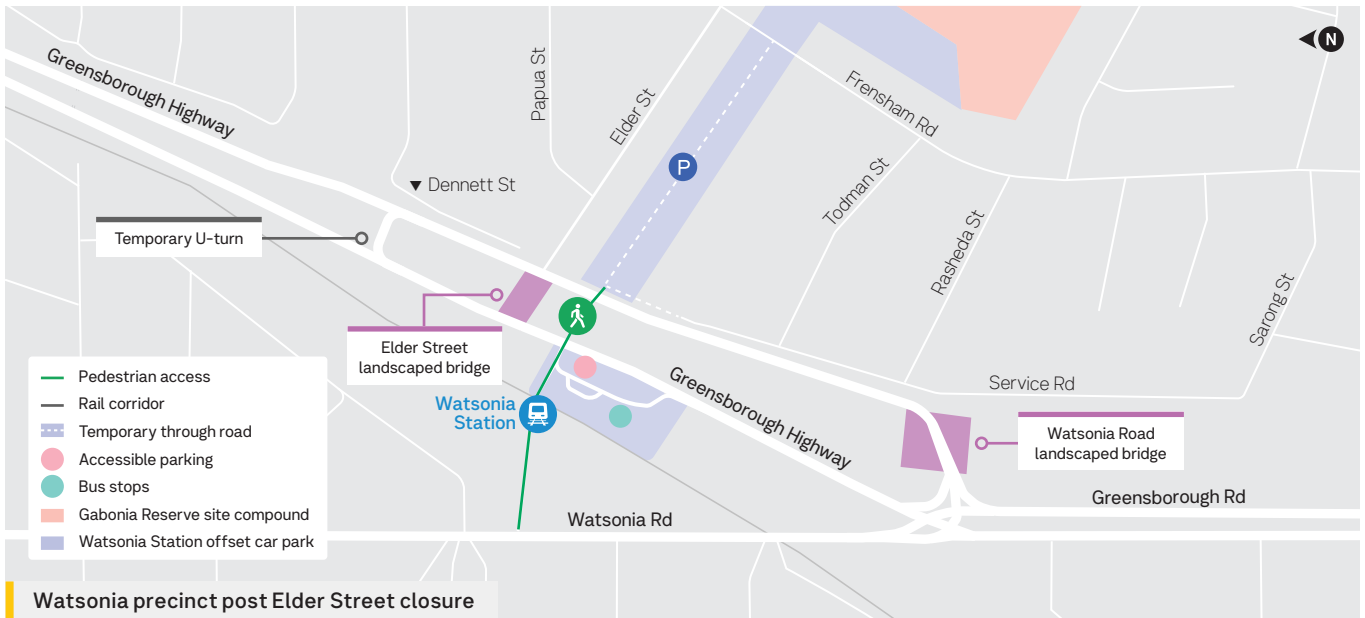 N
Greensborough Highway
Papua St
Elder St
Frensham Rd
P
Dennett St
Todman St
Temporary U-turn
Rasheda St
Sarong St
Elder Street
landscaped bridge
Greensborough Highway
Service Rd
Watsonia
Station
Watsonia Road
landscaped bridge
Greensborough Rd
Watsonia Rd
Pedestrian access
Rail corridor
Temporary through road
Accessible parking
Bus stops
Gabonia Reserve site compound
Watsonia Station offset car park
Watsonia precinct post Elder Street closure